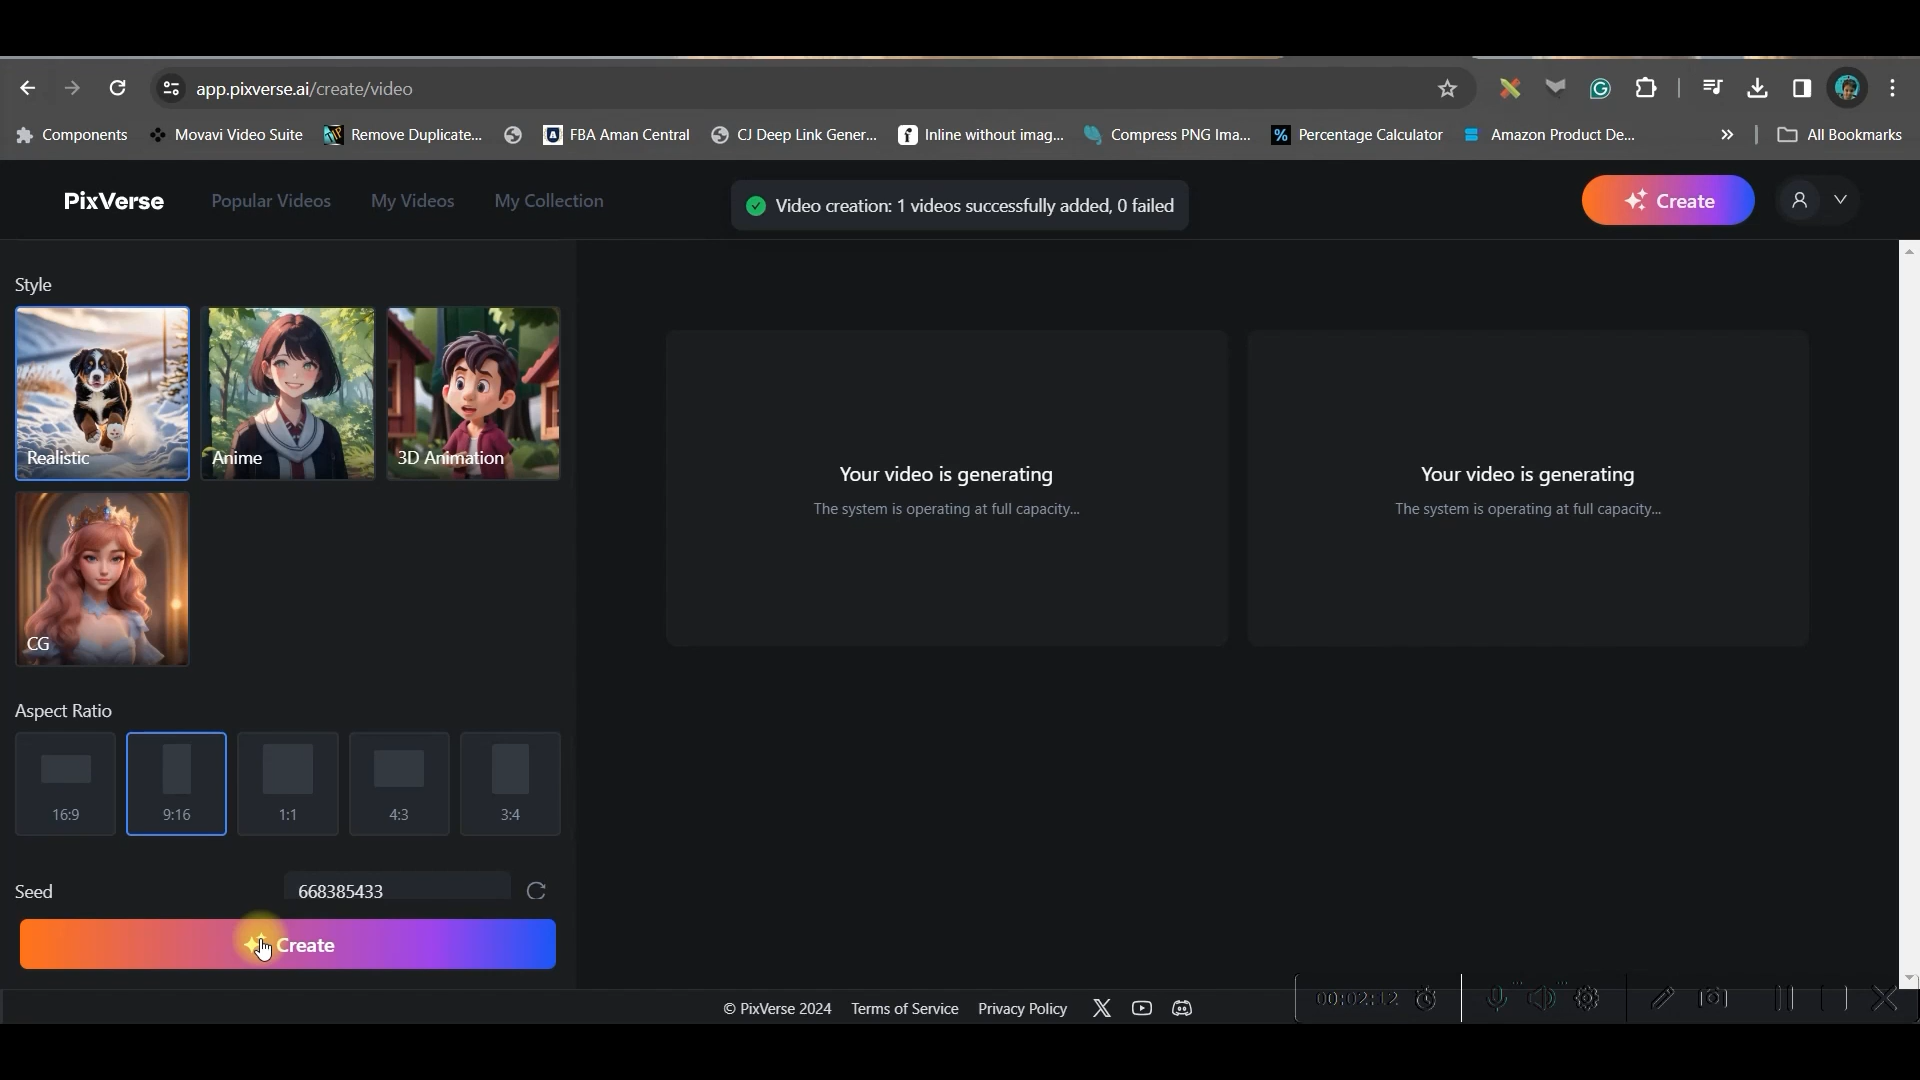 app.pixverse.ai/create/video
Components
Movavi Video Suite
Remove Duplicate...
FBA Aman Central
CJ Deep Link Gener...
Inline without imag...
Compress PNG Ima...
Percentage Calculator
Amazon Product De...
All Bookmarks
PixVerse
Popular Videos
My Videos
My Collection
Video creation: 1 videos successfully added, 0 failed
Create
Style
Realistic
Anime
3D Animation
CG
Your video is generating
The system is operating at full capacity...
Your video is generating
The system is operating at full capacity...
Aspect Ratio
16:9
9:16
1:1
4:3
3:4
Seed
668385433
Create
© PixVerse 2024
Terms of Service
Privacy Policy
00:02:12